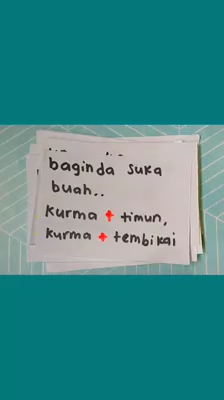 baginda suka
buah..
kurma + timun,
kurma + tembikai